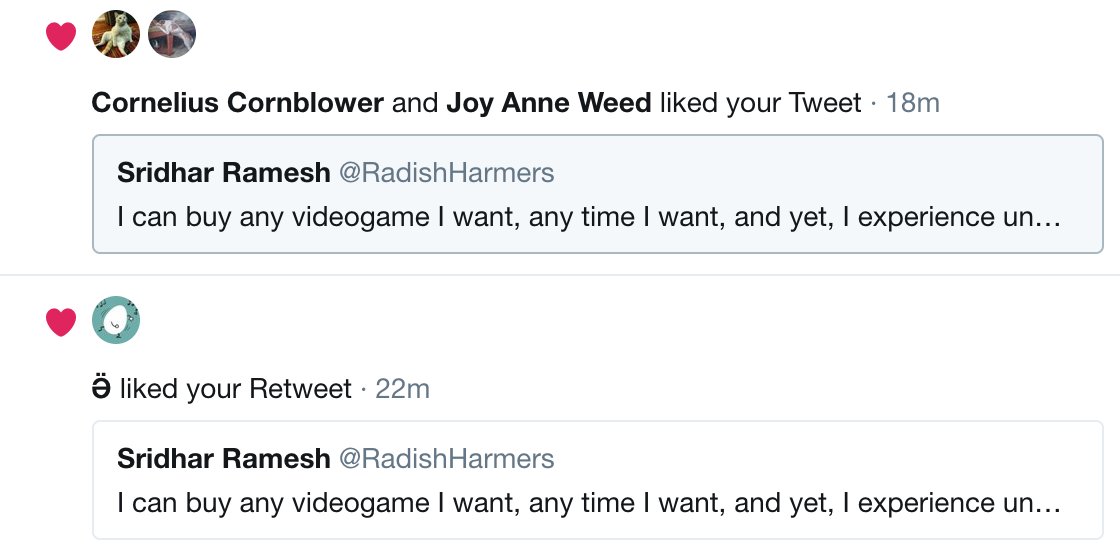 Cornelius Cornblower and Joy Anne Weed liked your Tweet · 18m
Sridhar Ramesh @RadishHarmers
I can buy any videogame I want, any time I want, and yet, I experience un…
ӛ liked your Retweet · 22m
Sridhar Ramesh @RadishHarmers
I can buy any videogame I want, any time I want, and yet, I experience un…